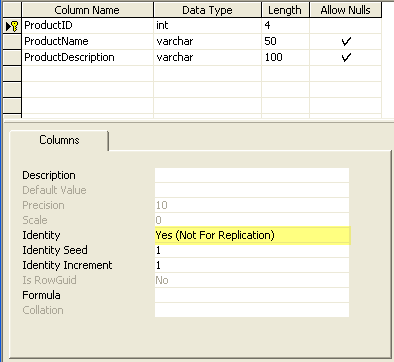 Column Name Data Type Length Allow Nulls
ProductID int 4
ProductName varchar 50
ProductDescription varchar 100
Columns
Description
Default Value
Precision 10
Scale 0
Identity Yes (Not For Replication)
Identity Seed 1
Identity Increment 1
Is RowGuid No
Formula
Collation